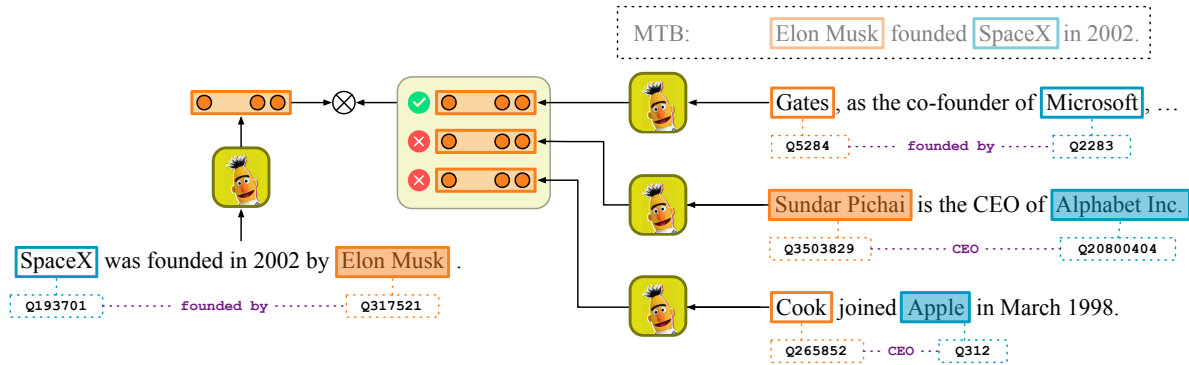 MTB: Elon Musk founded SpaceX in 2002.
Gates, as the co-founder of Microsoft, …
Q5284 founded by Q2283
Sundar Pichai is the CEO of Alphabet Inc.
Q3503829 CEO Q20800404
SpaceX was founded in 2002 by Elon Musk .
Q193701 founded by Q317521
Cook joined Apple in March 1998.
Q265852 CEO Q312